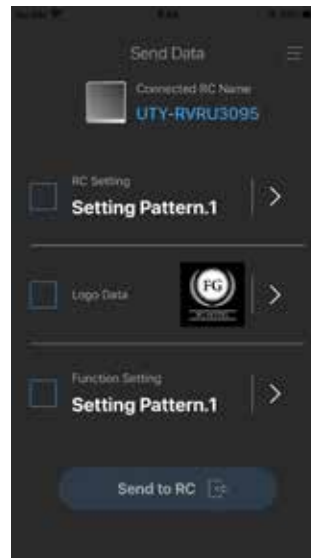 Send Data
Connected RC Name
UTY-RVRU3095
RC Setting
Setting Pattern.1
Logo Data
FG
Function Setting
Setting Pattern.1
Send to RC